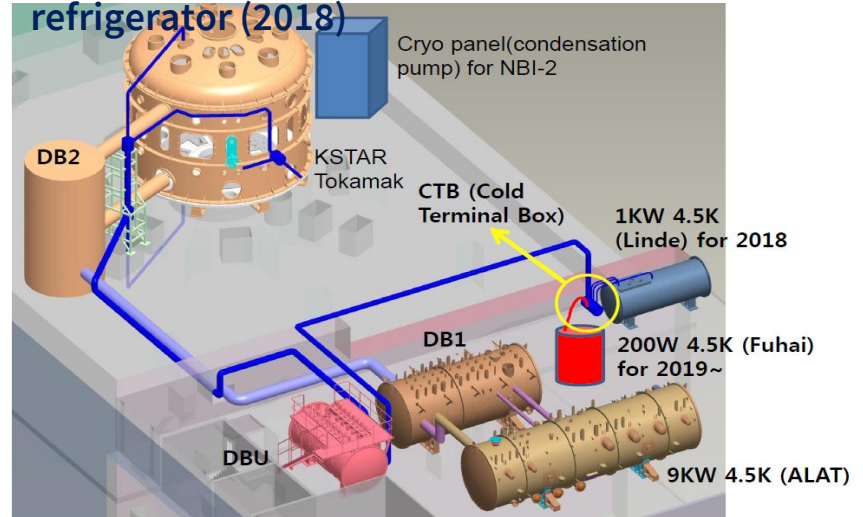 refrigerator (2018)
Cryo panel(condensation
pump) for NBI-2
DB2
KSTAR
Tokamak
CTB (Cold
Terminal Box)
1KW 4.5K
(Linde) for 2018
DB1
200W 4.5K (Fuhai)
for 2019~
DBU
9KW 4.5K (ALAT)